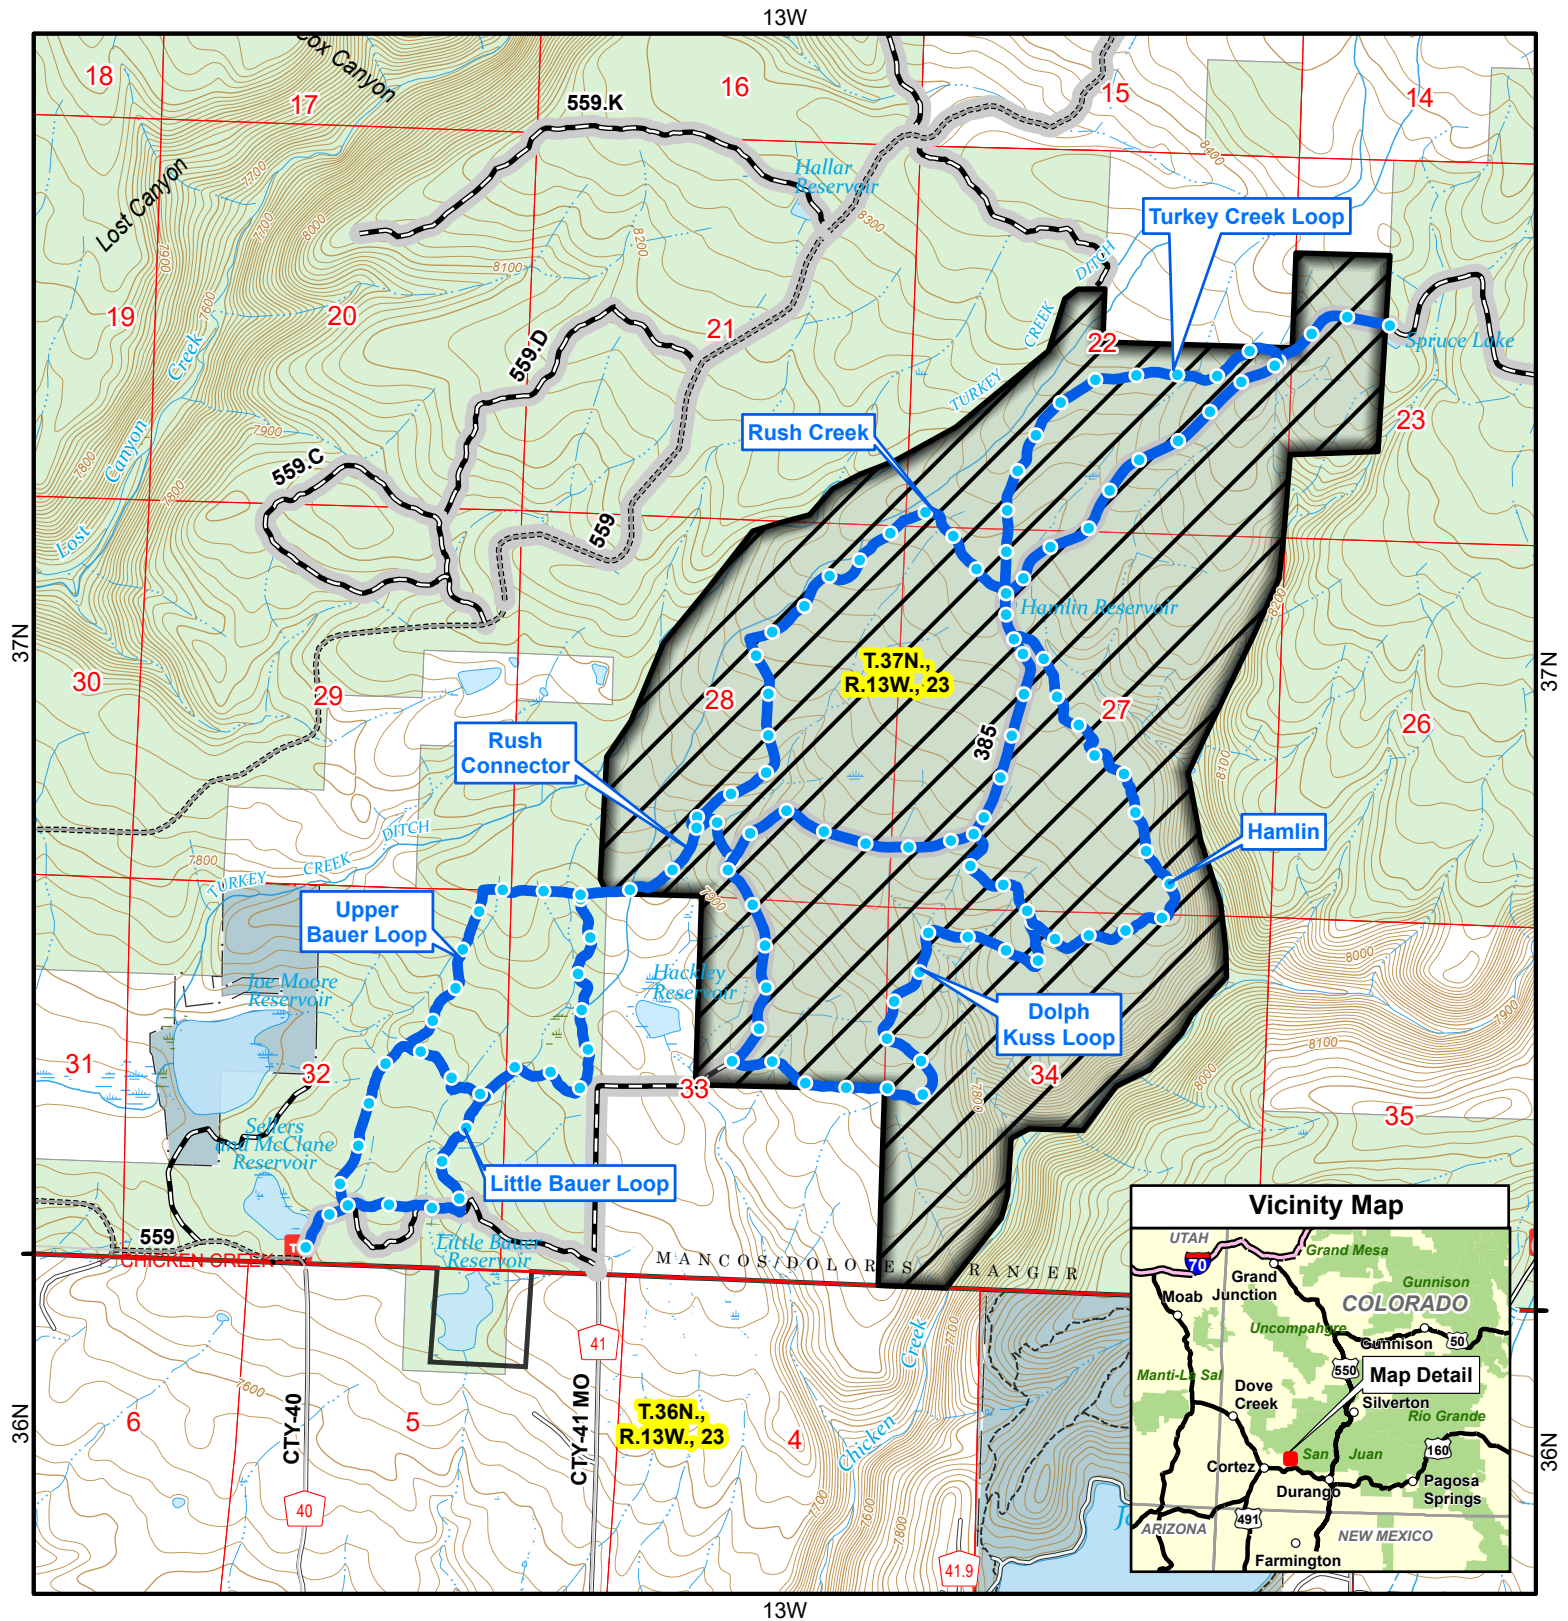 13W
18
17
16
15
14
Cox Canyon
559.K
8400
Lost Canyon
7700
Hallar
Reservoir
8300
Turkey Creek Loop
7700
8000
8200
7900
8100
DITCH
7600
19
20
21
CREEK
22
Spruce Lake
Creek
559.D
TURKEY
23
7900
Rush Creek
Canyon
7800
559.C
7800
Lost
559
Hamlin Reservoir
8200
37N
37N
T.37N.,
R.13W., 23
30
29
28
27
26
385
Rush
Connector
8100
DITCH
Hamlin
7800
CREEK
TURKEY
7900
Upper
Bauer Loop
8000
Joe Moore
Reservoir
Hackley
Reservoir
Dolph
Kuss Loop
7900
8100
31
32
33
34
8000
7800
35
Sellers
and McClane
Reservoir
Little Bauer Loop
559
CHICKEN CREEK
Little Bauer
Reservoir
MANCOS/DOLORES RANGER
Vicinity Map
UTAH
Grand Mesa
70
Grand
Junction
Gunnison
Moab
COLORADO
Uncompahgre
Gunnison
50
550
Map Detail
Manti-La Sal
Dove
Creek
Silverton
Rio Grande
160
San Juan
Cortez
Durango
Pagosa
Springs
491
ARIZONA
NEW MEXICO
Farmington
7700
Creek
41
7600
CTY-40
CTY-41 MO
T.36N.,
R.13W., 23
6
5
4
Chicken
36N
36N
40
7700
7600
7800
41.9
13W